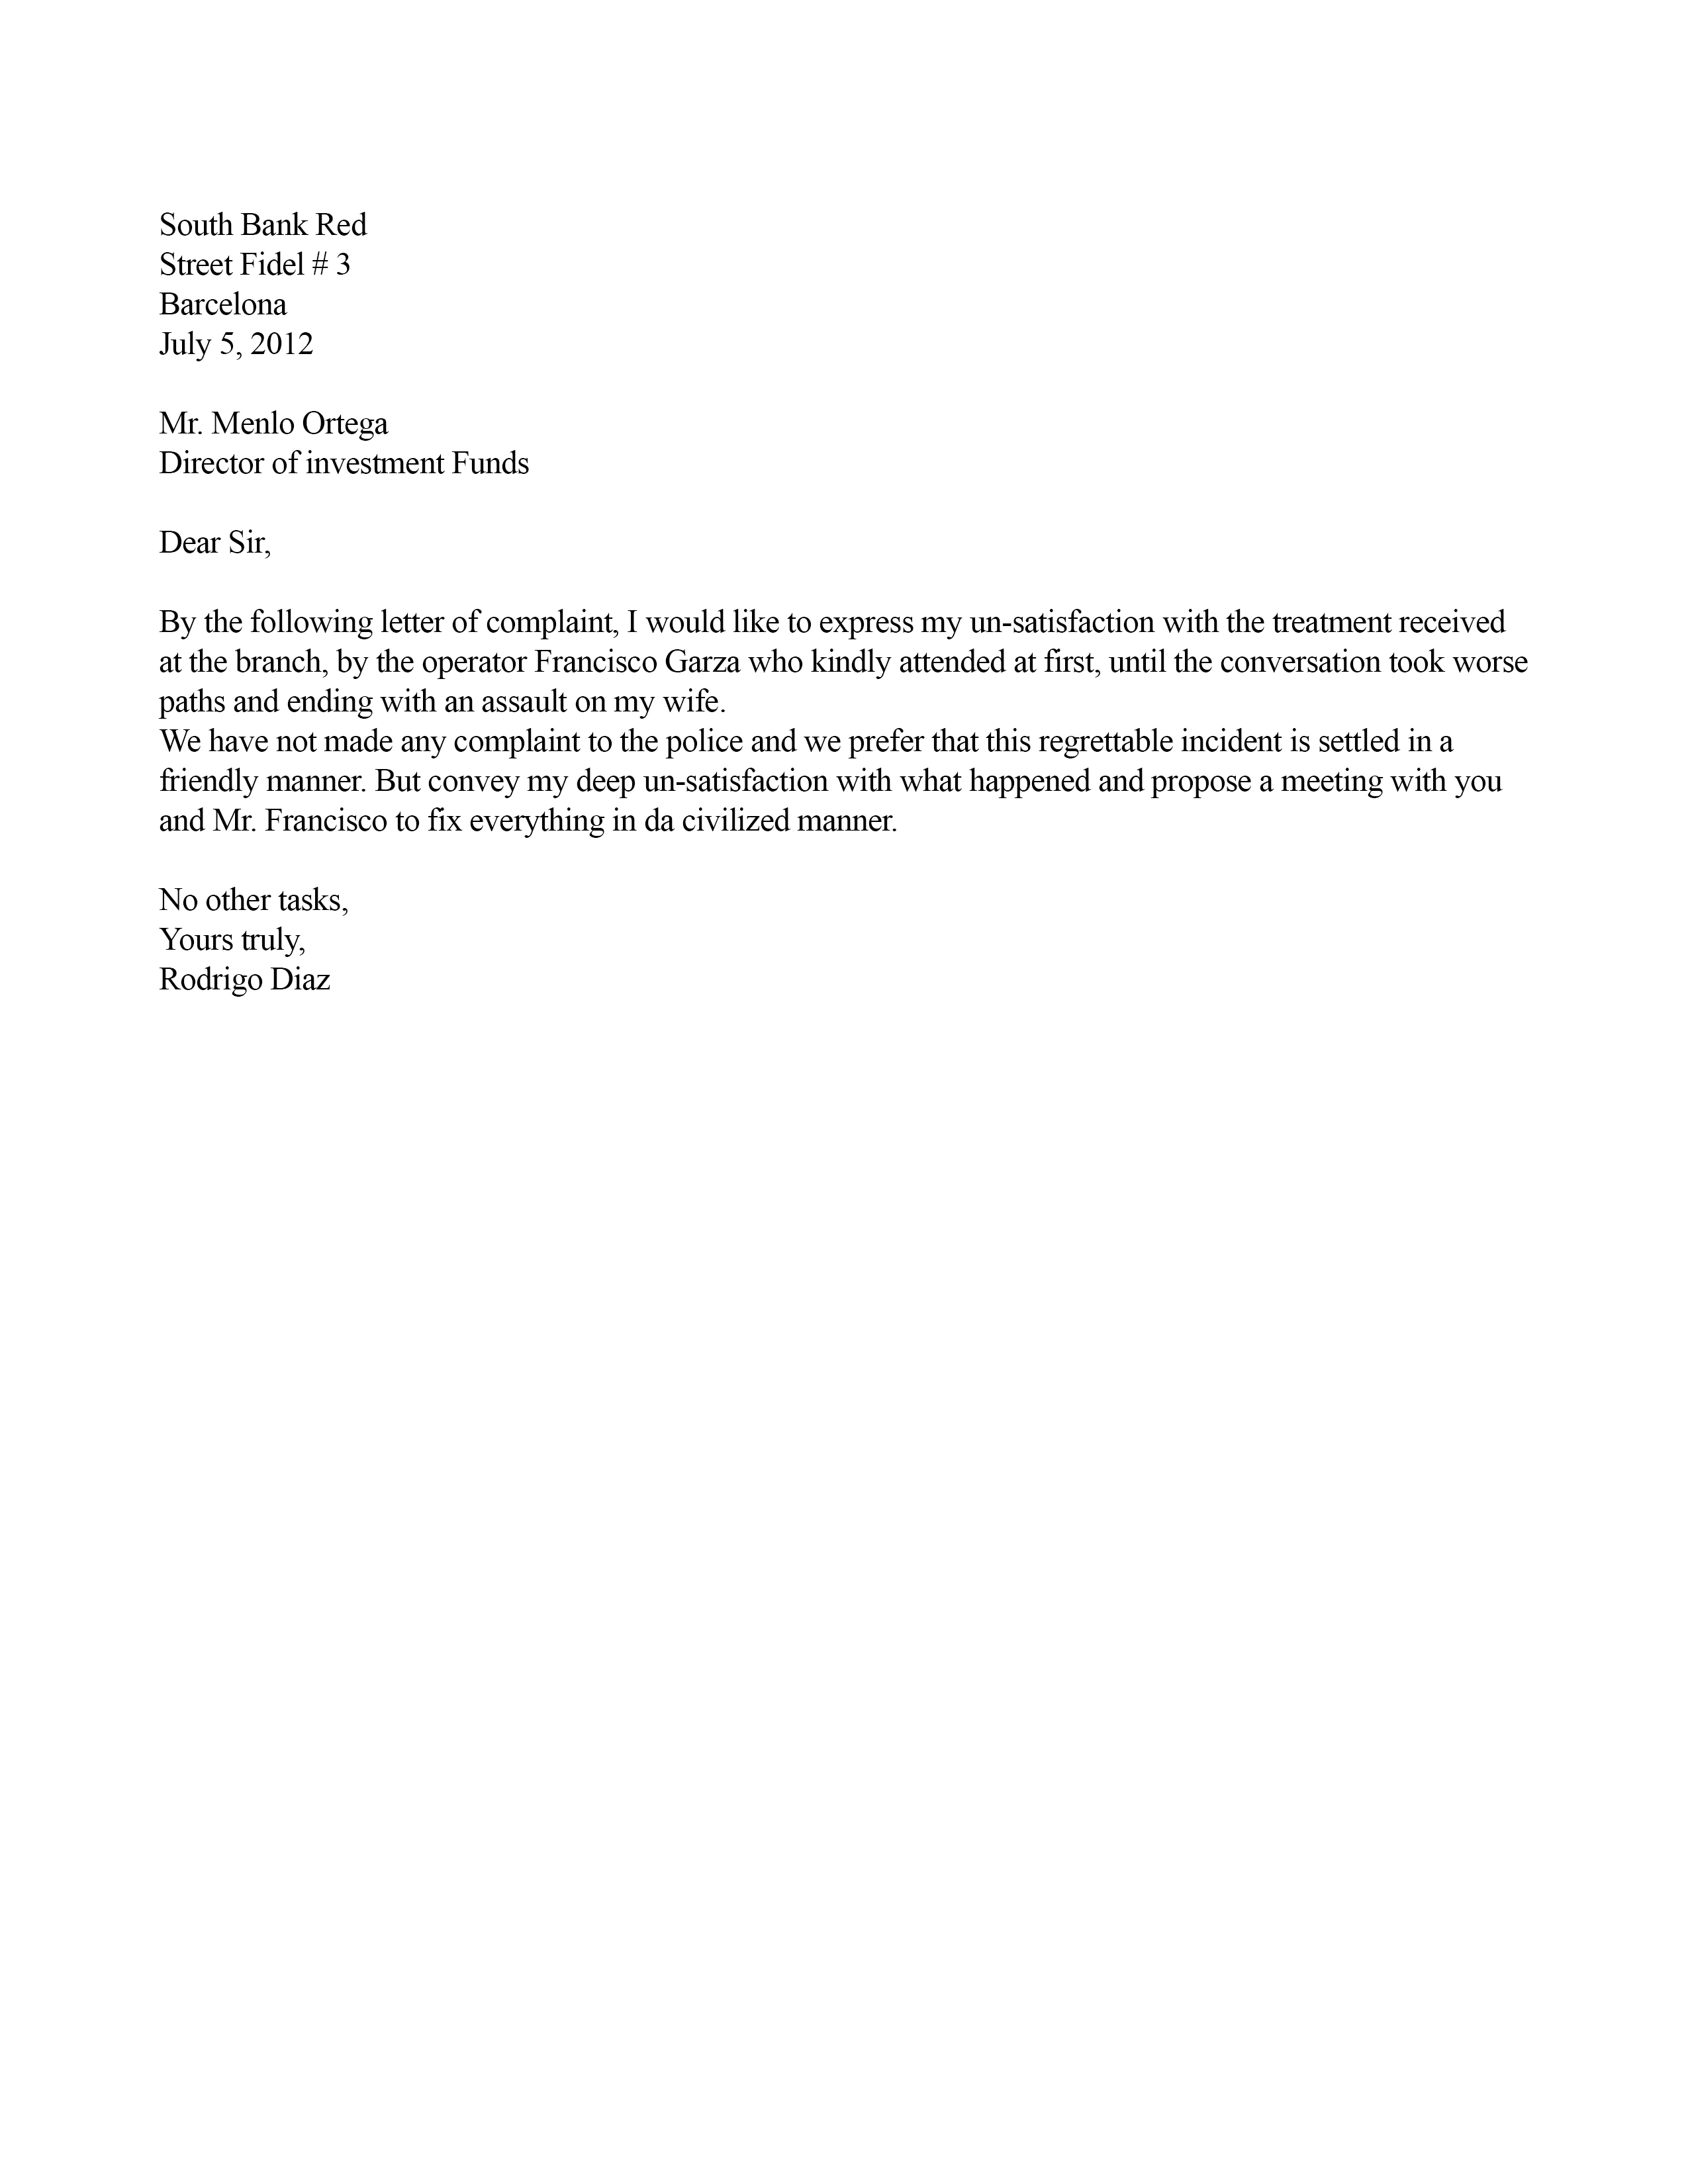 South Bank Red
Street Fidel # 3
Barcelona
July 5, 2012
Mr. Menlo Ortega
Director of investment Funds
Dear Sir,
By the following letter of complaint, I would like to express my un-satisfaction with the treatment received
at the branch, by the operator Francisco Garza who kindly attended at first, until the conversation took worse
paths and ending with an assault on my wife.
We have not made any complaint to the police and we prefer that this regrettable incident is settled in a
friendly manner. But convey my deep un-satisfaction with what happened and propose a meeting with you
and Mr. Francisco to fix everything in da civilized manner.
No other tasks,
Yours truly,
Rodrigo Diaz